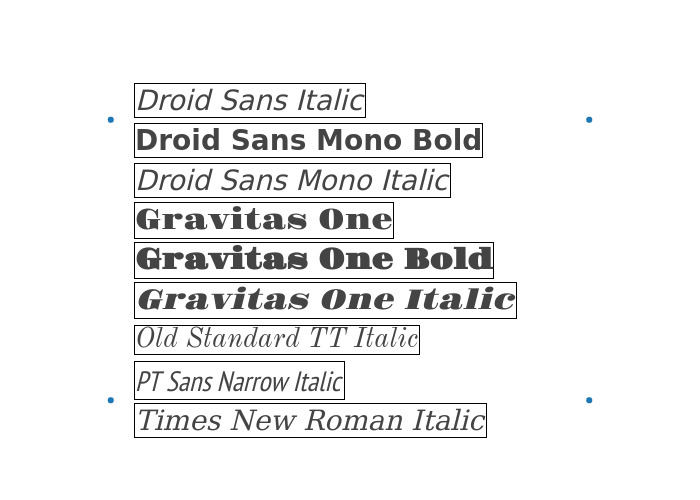 Droid Sans Italic
Droid Sans Mono Bold
Droid Sans Mono Italic
Gravitas One
Gravitas One Bold
Gravitas One Italic
Old Standard TT Italic
PT Sans Narrow Italic
Times New Roman Italic